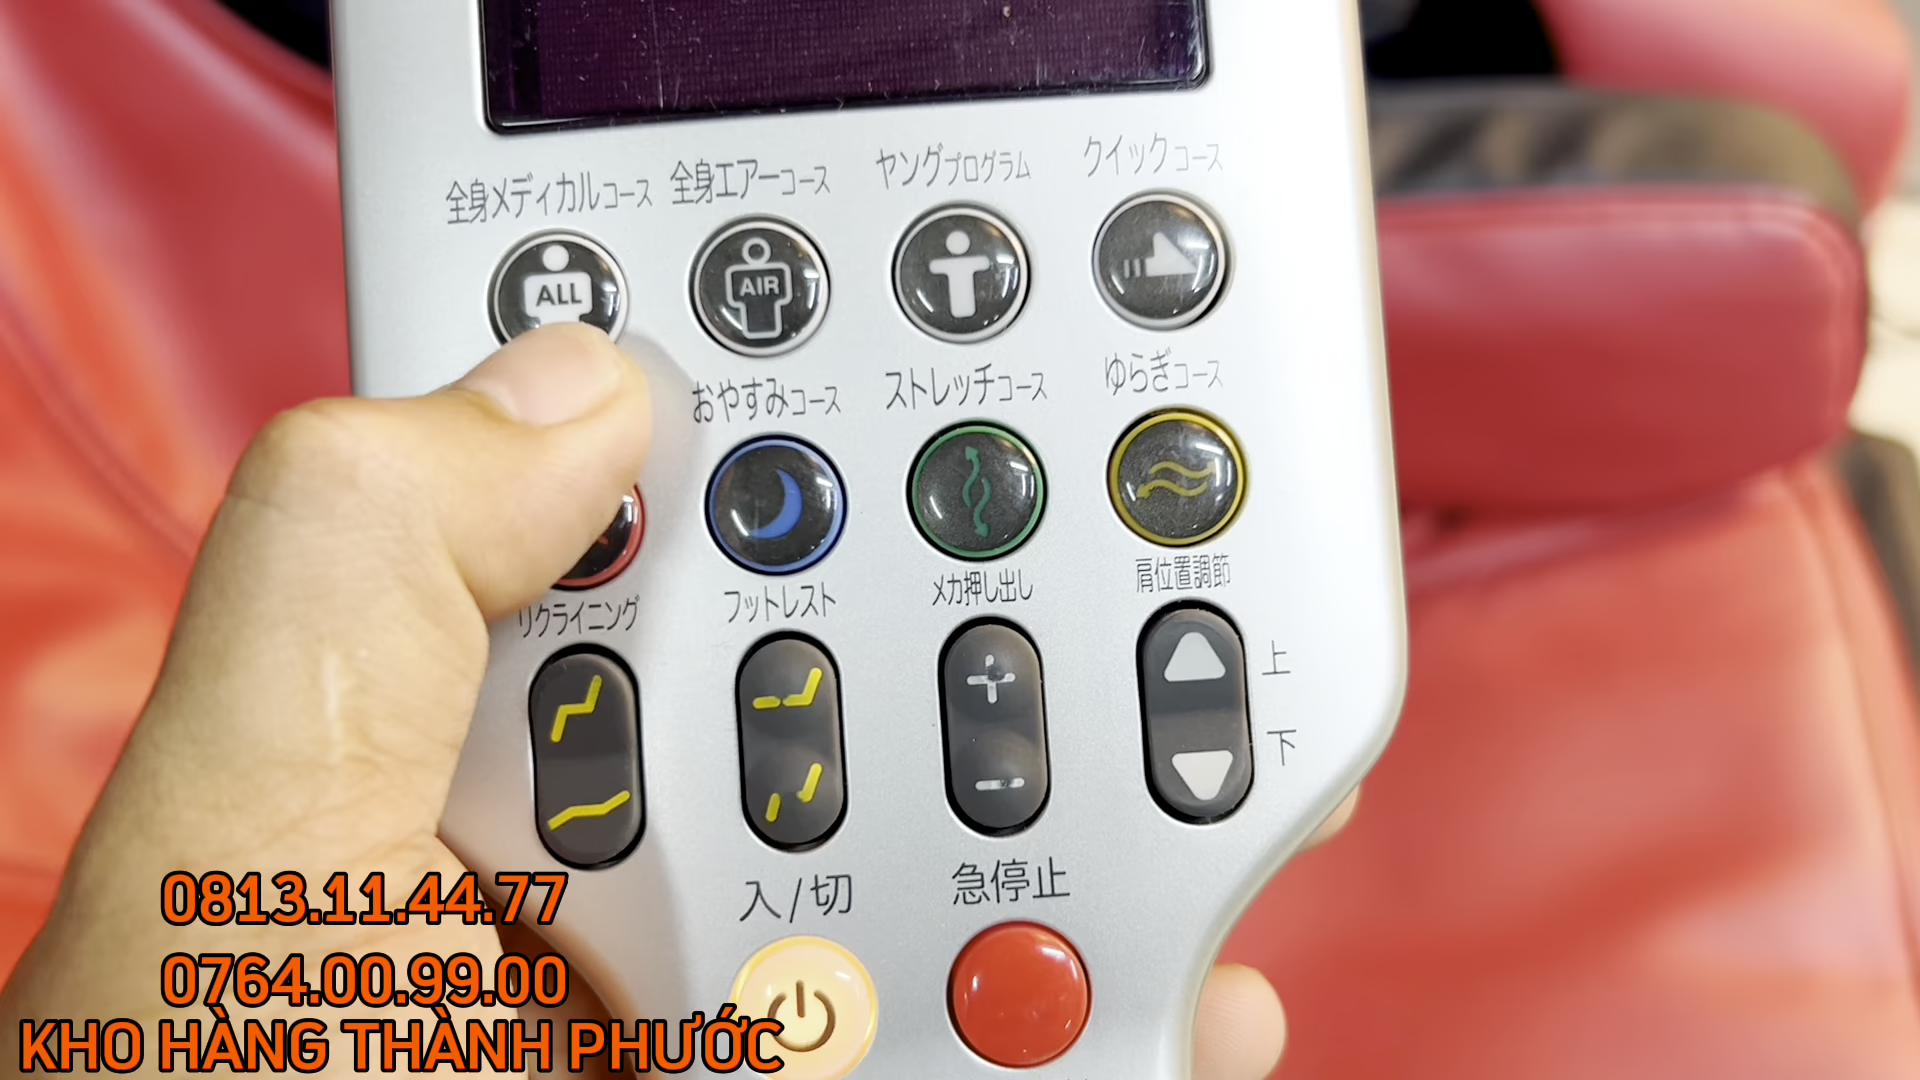 全身メディカルコース 全身エアーコース ヤングプログラム クイックコース
ALL AIR
おやすみコース ストレッチコース ゆらぎコース
リクライニング フットレスト メカ押し出し 肩位置調節
+ 上
- 下
入/切 急停止
0813.11.44.77
0764.00.99.00
KHO HÀNG THÀNH PHƯỚC